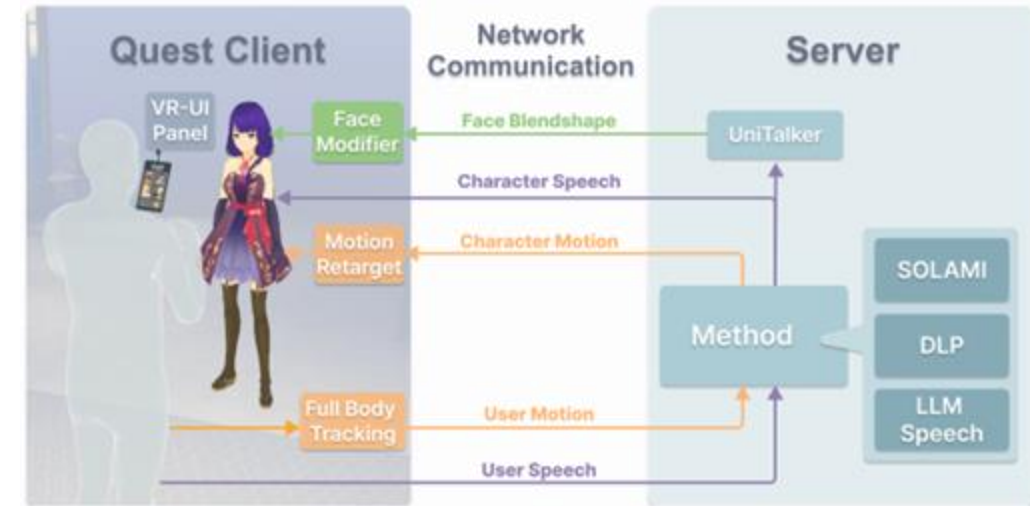 Quest Client
Network
Communication
Server
VR-UI
Panel
Face
Modifier
Face Blendshape
UniTalker
Character Speech
Motion
Retarget
Character Motion
Method
SOLAMI
DLP
LLM
Speech
Full Body
Tracking
User Motion
User Speech